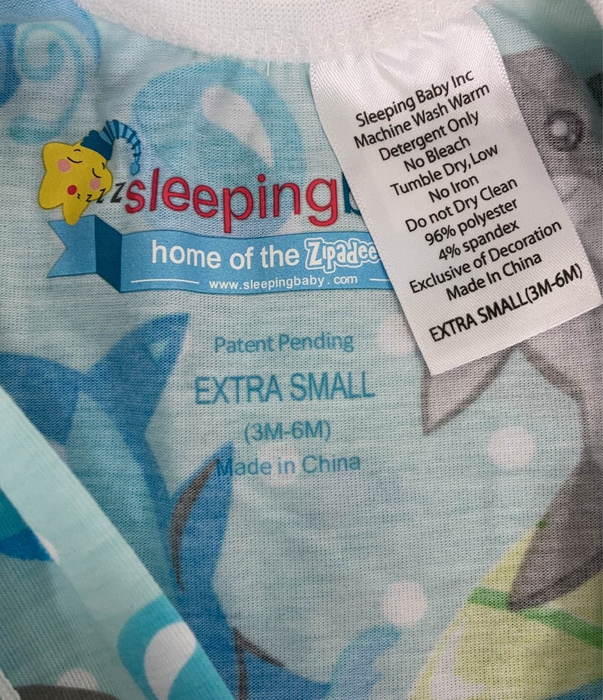 zzz
sleeping
home of the Zipadee
www.sleepingbaby.com
Patent Pending
EXTRA SMALL
(3M-6M)
Made in China
Sleeping Baby Inc
Machine Wash Warm
Detergent Only
No Bleach
Tumble Dry, Low
No Iron
Do not Dry Clean
96% polyester
4% spandex
Exclusive of Decoration
Made In China
EXTRA SMALL(3M-6M)